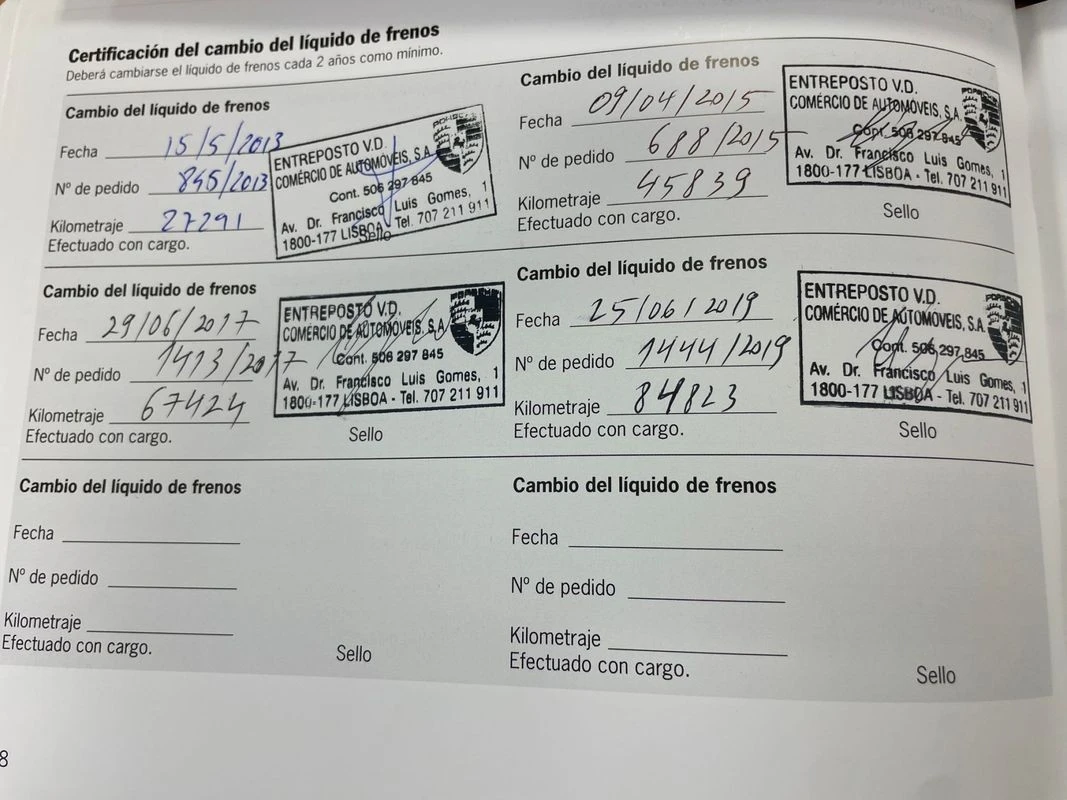 Certificación del cambio del líquido de frenos
Deberá cambiarse el líquido de frenos cada 2 años como mínimo.
Cambio del líquido de frenos
Fecha 15/5/2013
Nº de pedido 845/2013
Kilometraje 27291
Efectuado con cargo.
ENTREPOSTO V.D.
COMÉRCIO DE AUTOMÓVEIS, S.A.
Cont. 506 297 845
Av. Dr. Francisco Luis Gomes, 1
1800-177 LISBOA - Tel. 707 211 911
Sello
PORSCHE
Cambio del líquido de frenos
Fecha 09/04/2015
Nº de pedido 688/2015
Kilometraje 45839
Efectuado con cargo.
ENTREPOSTO V.D.
COMÉRCIO DE AUTOMÓVEIS, S.A.
Cont. 506 297 845
Av. Dr. Francisco Luis Gomes, 1
1800-177 LISBOA - Tel. 707 211 911
Sello
PORSCHE
Cambio del líquido de frenos
Fecha 29/06/2017
Nº de pedido 1413/2017
Kilometraje 67424
Efectuado con cargo.
ENTREPOSTO V.D.
COMÉRCIO DE AUTOMÓVEIS, S.A.
Cont. 506 297 845
Av. Dr. Francisco Luis Gomes, 1
1800-177 LISBOA - Tel. 707 211 911
Sello
PORSCHE
Cambio del líquido de frenos
Fecha 25/06/2019
Nº de pedido 1444/2019
Kilometraje 84823
Efectuado con cargo.
ENTREPOSTO V.D.
COMÉRCIO DE AUTOMÓVEIS, S.A.
Cont. 506 297 845
Av. Dr. Francisco Luis Gomes, 1
1800-177 LISBOA - Tel. 707 211 911
Sello
PORSCHE
Cambio del líquido de frenos
Fecha
Nº de pedido
Kilometraje
Efectuado con cargo.
Sello
Cambio del líquido de frenos
Fecha
Nº de pedido
Kilometraje
Efectuado con cargo.
Sello
8